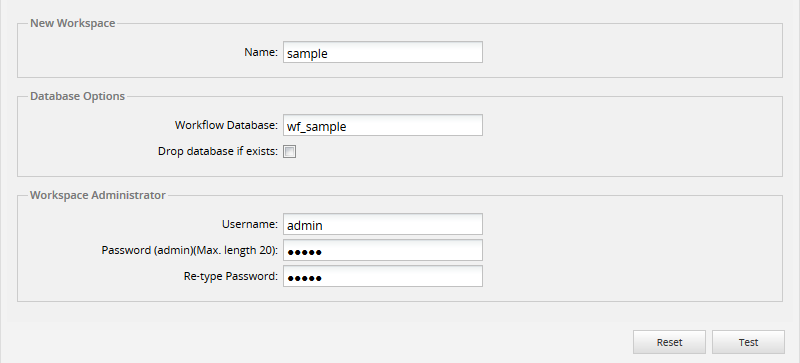 New Workspace
Name: sample
Database Options
Workflow Database: wf_sample
Drop database if exists:
Workspace Administrator
Username: admin
Password (admin)(Max. length 20): •••••
Re-type Password: •••••
Reset Test